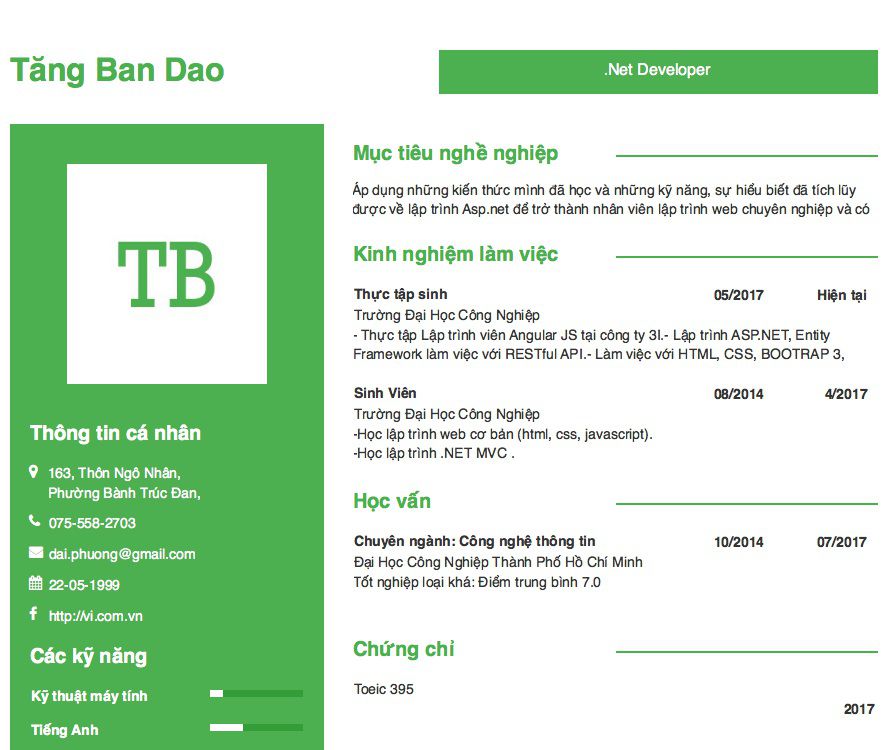 Tăng Ban Dao
.Net Developer
TB
Thông tin cá nhân
163, Thôn Ngô Nhân,
Phường Bành Trúc Đan,
075-558-2703
dai.phuong@gmail.com
22-05-1999
http://vi.com.vn
Các kỹ năng
Kỹ thuật máy tính
Tiếng Anh
Mục tiêu nghề nghiệp
Áp dụng những kiến thức mình đã học và những kỹ năng, sự hiểu biết đã tích lũy
được về lập trình Asp.net để trở thành nhân viên lập trình web chuyên nghiệp và có
Kinh nghiệm làm việc
Thực tập sinh 05/2017 Hiện tại
Trường Đại Học Công Nghiệp
- Thực tập Lập trình viên Angular JS tại công ty 3I.- Lập trình ASP.NET, Entity
Framework làm việc với RESTful API.- Làm việc với HTML, CSS, BOOTRAP 3,
Sinh Viên 08/2014 4/2017
Trường Đại Học Công Nghiệp
-Học lập trình web cơ bản (html, css, javascript).
-Học lập trình .NET MVC .
Học vấn
Chuyên ngành: Công nghệ thông tin 10/2014 07/2017
Đại Học Công Nghiệp Thành Phố Hồ Chí Minh
Tốt nghiệp loại khá: Điểm trung bình 7.0
Chứng chỉ
Toeic 395
2017